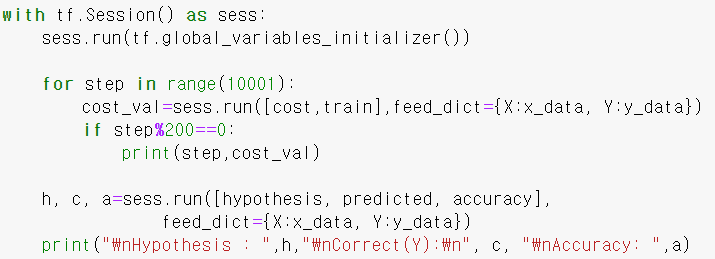 with tf.Session() as sess:
    sess.run(tf.global_variables_initializer())

    for step in range(10001):
        cost_val=sess.run([cost,train],feed_dict={X:x_data, Y:y_data})
        if step%200==0:
            print(step,cost_val)

    h, c, a=sess.run([hypothesis, predicted, accuracy],
                feed_dict={X:x_data, Y:y_data})
    print("₩nHypothesis : ",h,"₩nCorrect(Y):₩n", c, "₩nAccuracy: ",a)